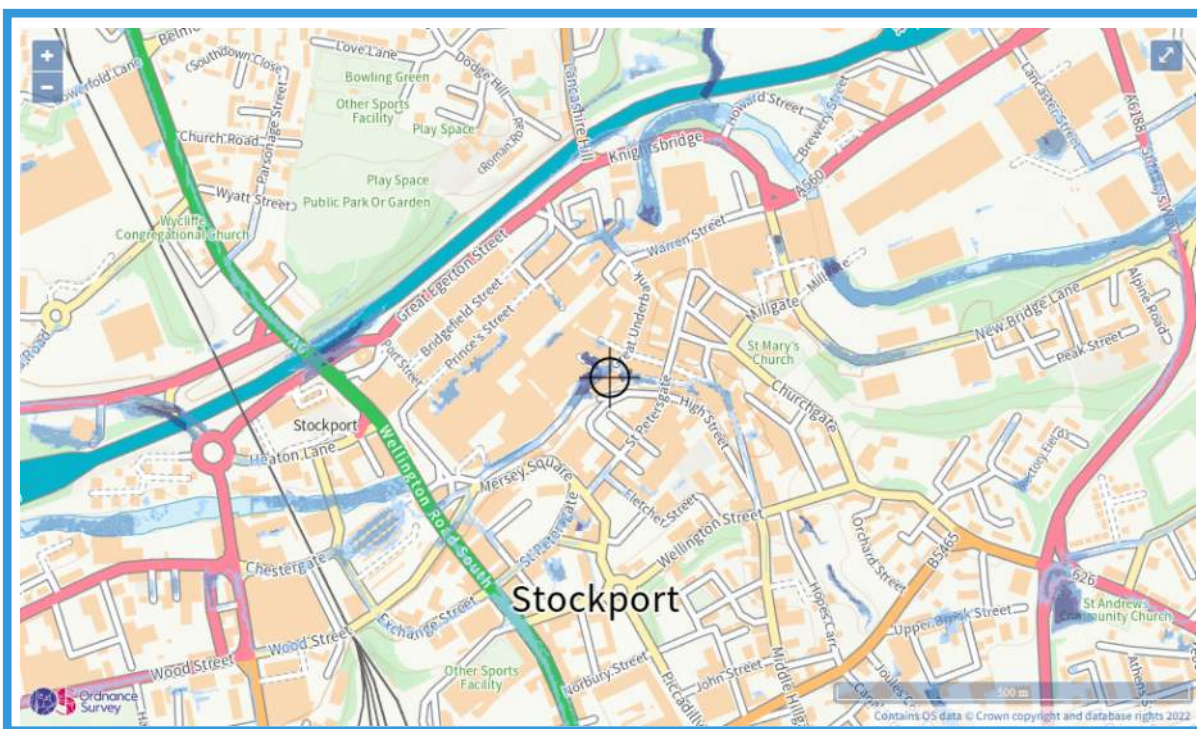 +
−
Love Lane
Dodge Hill
Southdown Close
Bowling Green
Other Sports
Facility
Play Space
Lancashire Hill
Howard Street
Brewery Street
Lancaster Street
A6188
St Mary's Way
Church Road
Parsonage Street
Roman Road
Knightsbridge
Wyatt Street
Play Space
Public Park Or Garden
A560
Wycliffe
Congregational Church
Warren Street
Great Egerton Street
Bridgefield Street
Prince's Street
Port Street
Millgate
New Bridge Lane
Alpine Road
Peak Street
St Mary's
Church
Churchgate
High Street
St Petersgate
Stockport
Heaton Lane
Wellington Road South
Mersey Square
Fletcher Street
St Petersgate
Wellington Street
Orchard Street
B5465
Chestergate
Hopes Carr
Stockport
Exchange Street
St Andrews
Community Church
Wood Street
Wood Street
Other Sports
Facility
Norbury Street
John Street
Piccadilly
Upper Brook Street
Ordnance
Survey
500 m
Contains OS data © Crown copyright and database rights 2022